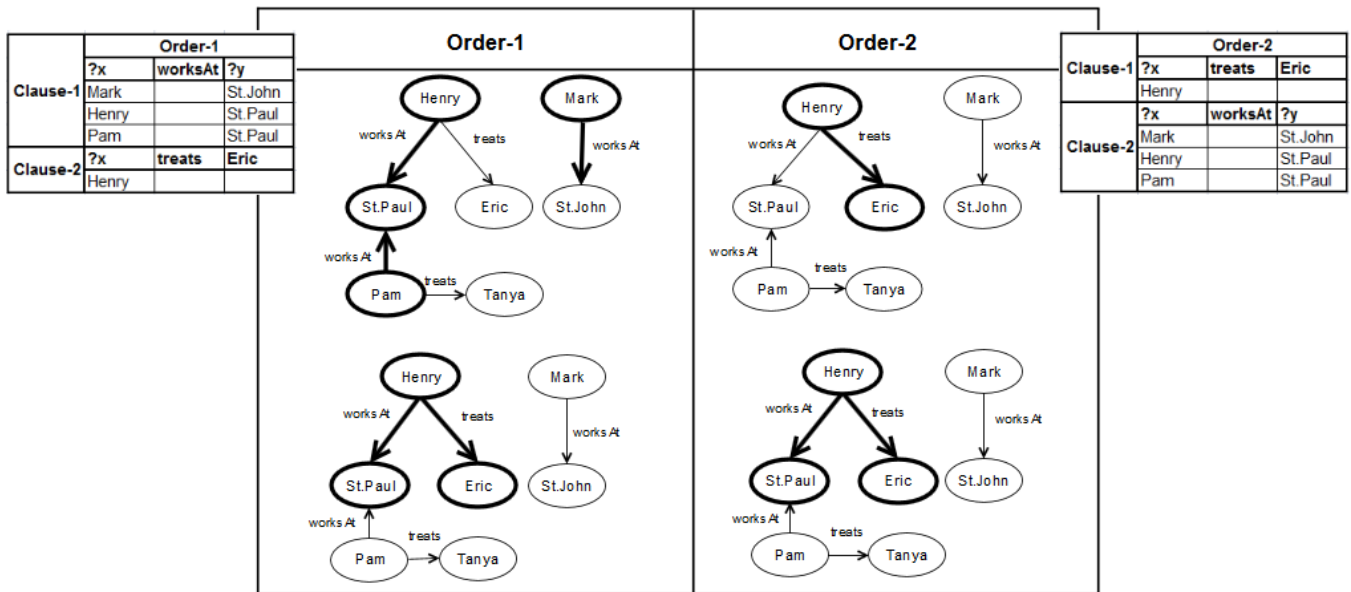 Order-1
Clause-1
?x worksAt ?y
Mark St.John
Henry St.Paul
Pam St.Paul
Clause-2
?x treats Eric
Henry
Order-1
Henry
Mark
works At
treats
works At
St.Paul
Eric
St.John
works At
treats
Pam
Tanya
Henry
Mark
works At
treats
works At
St.Paul
Eric
St.John
works At
treats
Pam
Tanya
Order-2
Henry
Mark
works At
treats
works At
St.Paul
Eric
St.John
works At
treats
Pam
Tanya
Henry
Mark
works At
treats
works At
St.Paul
Eric
St.John
works At
treats
Pam
Tanya
Order-2
Clause-1
?x treats Eric
Henry
Clause-2
?x worksAt ?y
Mark St.John
Henry St.Paul
Pam St.Paul